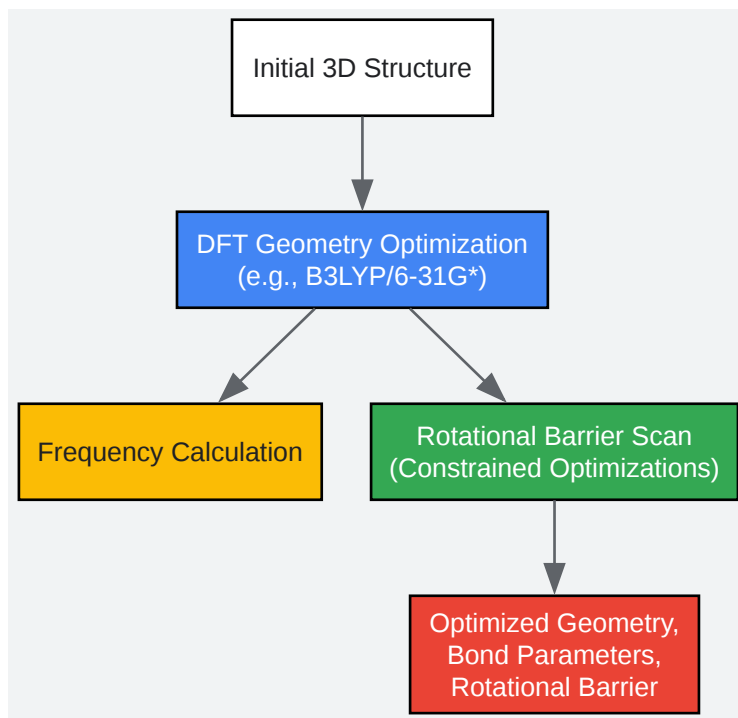 Initial 3D Structure
DFT Geometry Optimization
(e.g., B3LYP/6-31G*)
Frequency Calculation
Rotational Barrier Scan
(Constrained Optimizations)
Optimized Geometry,
Bond Parameters,
Rotational Barrier